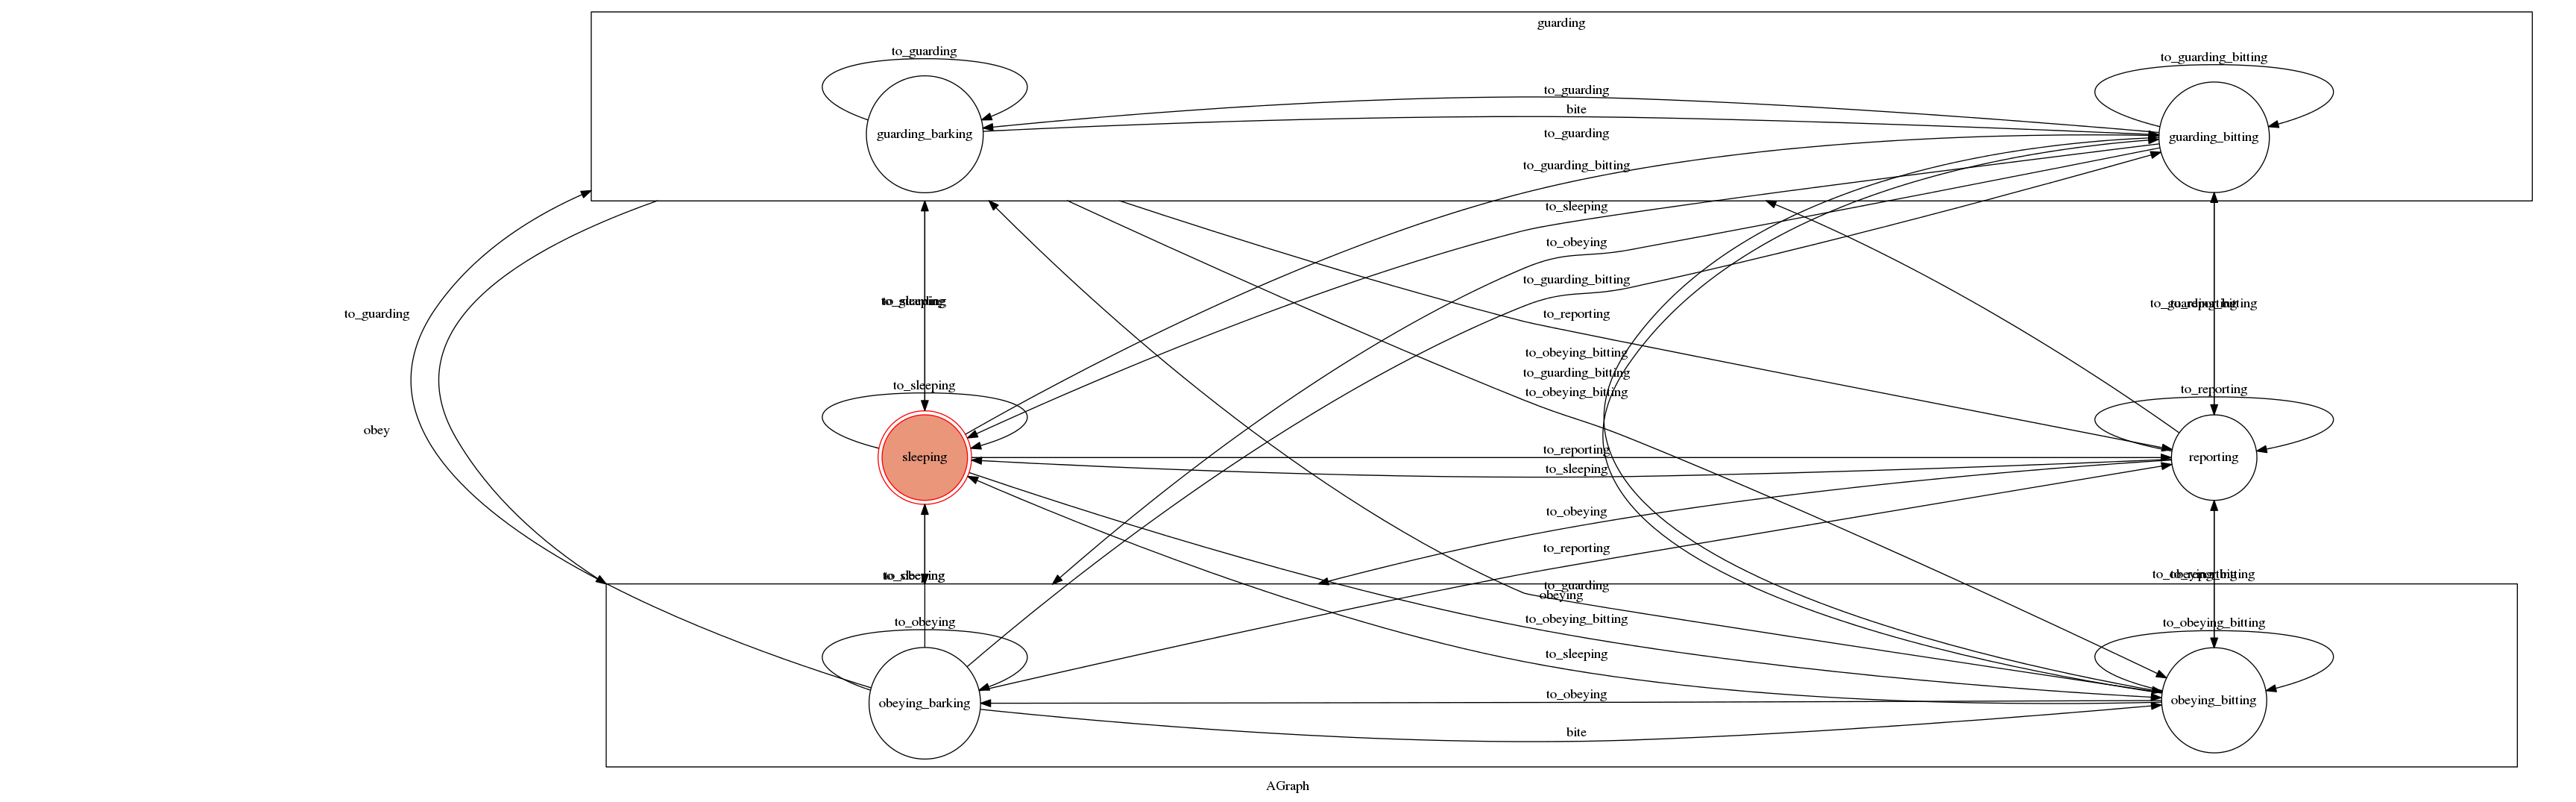 guarding
to_guarding
to_guarding_bitting
to_guarding
bite
guarding_barking
to_guarding
guarding_bitting
to_guarding_bitting
to_sleeping
to_obeying
to_guarding_bitting
to_sleeping
to_reporting
to_guarding
to_reporting
to_obeying_bitting
to_guarding_bitting
to_sleeping
to_reporting
to_obeying_bitting
obey
to_reporting
sleeping
reporting
to_sleeping
to_obeying
to_reporting
to_sleeping
to_guarding
obeying
to_obeying
to_obeying_bitting
to_obeying_bitting
to_sleeping
to_obeying
obeying_barking
obeying_bitting
bite
AGraph